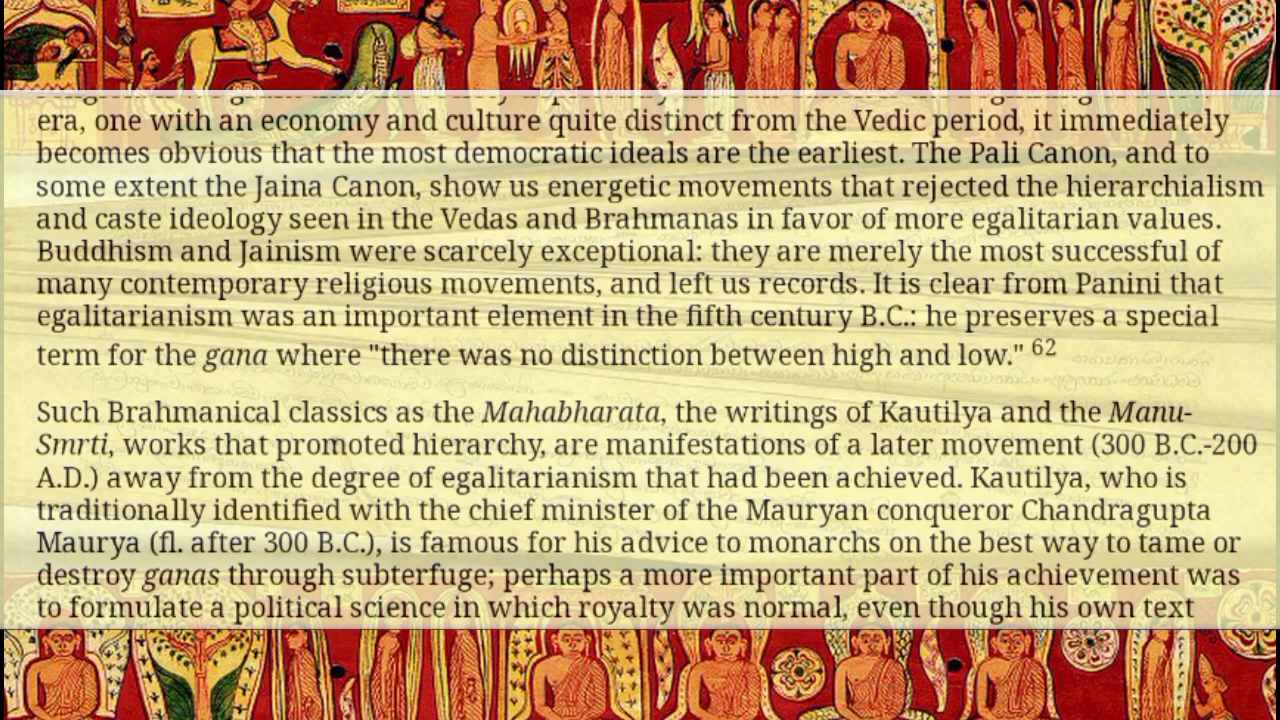 era, one with an economy and culture quite distinct from the Vedic period, it immediately
becomes obvious that the most democratic ideals are the earliest. The Pali Canon, and to
some extent the Jaina Canon, show us energetic movements that rejected the hierarchialism
and caste ideology seen in the Vedas and Brahmanas in favor of more egalitarian values.
Buddhism and Jainism were scarcely exceptional: they are merely the most successful of
many contemporary religious movements, and left us records. It is clear from Panini that
egalitarianism was an important element in the fifth century B.C.: he preserves a special
term for the gana where "there was no distinction between high and low." 62
Such Brahmanical classics as the Mahabharata, the writings of Kautilya and the Manu-
Smrti, works that promoted hierarchy, are manifestations of a later movement (300 B.C.-200
A.D.) away from the degree of egalitarianism that had been achieved. Kautilya, who is
traditionally identified with the chief minister of the Mauryan conqueror Chandragupta
Maurya (fl. after 300 B.C.), is famous for his advice to monarchs on the best way to tame or
destroy ganas through subterfuge; perhaps a more important part of his achievement was
to formulate a political science in which royalty was normal, even though his own text